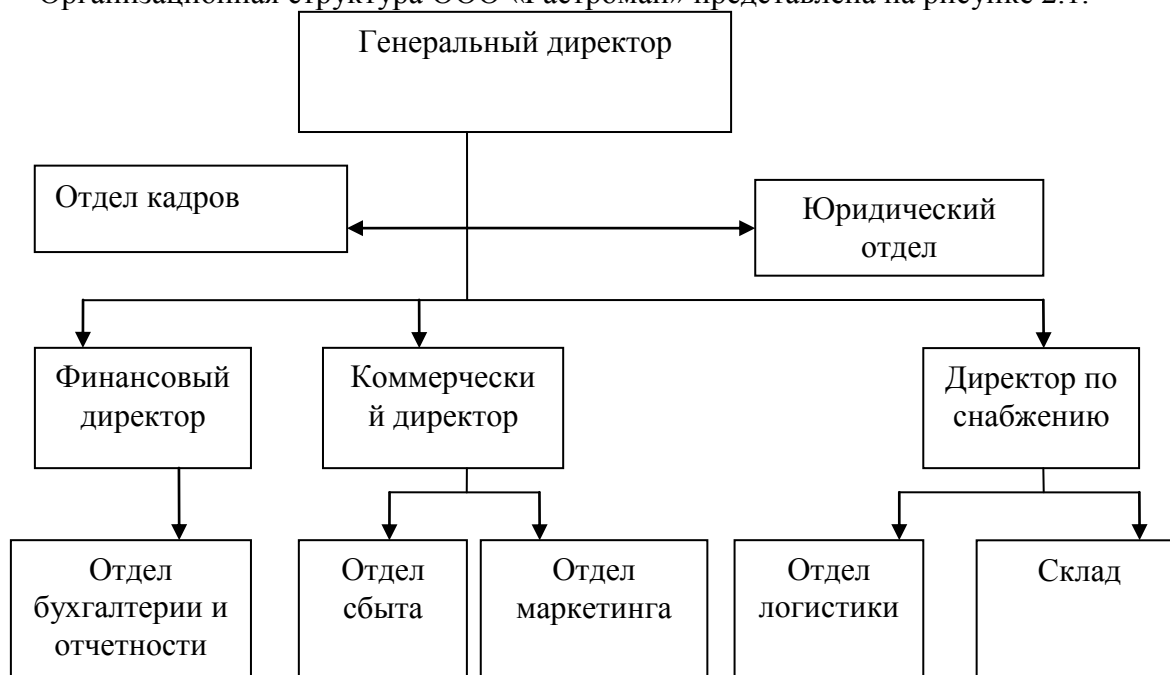 Организационная структура ООО «Гастроман» представлена на рисунке 2.1.
Генеральный директор
Отдел кадров
Юридический
отдел
Финансовый
директор
Коммерчески
й директор
Директор по
снабжению
Отдел
бухгалтерии и
отчетности
Отдел
сбыта
Отдел
маркетинга
Отдел
логистики
Склад